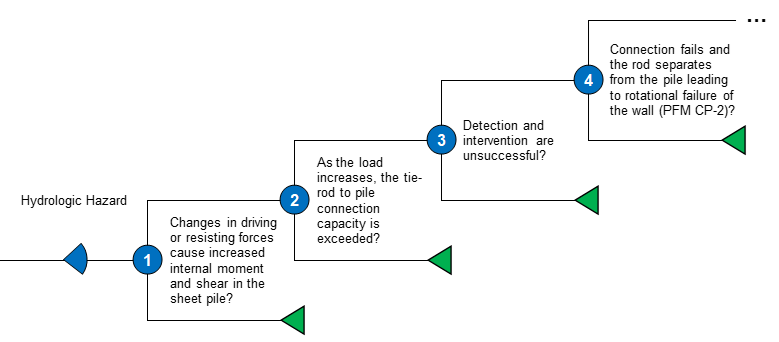 ...
Connection fails and
the rod separates
4
from the pile leading
to rotational failure of
the wall (PFM CP-2)?
Detection and
3
intervention are
unsuccessful?
As the load
increases, the tie-
2
rod to pile
connection
capacity is
exceeded?
Hydrologic Hazard
Changes in driving
or resisting forces
1
cause increased
internal moment
and shear in the
sheet pile?